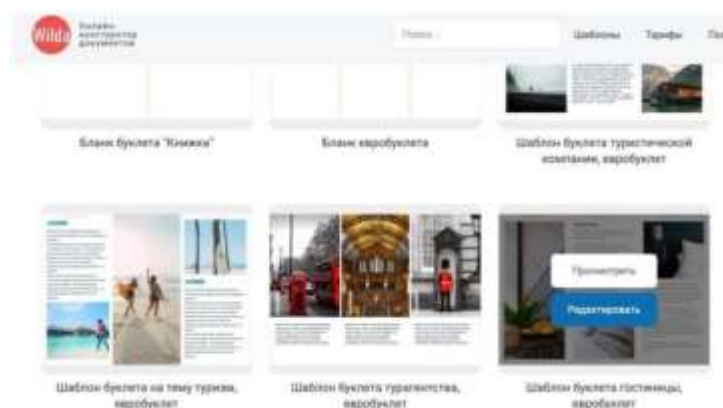 Wilda
Онлайн
конструктор
документов
Поиск...
Шаблоны
Тарифы
Бланк буклета "Книжка"
Бланк евробуклета
Шаблон буклета туристической
компании, евробуклет
Просмотреть
Редактировать
Шаблон буклета на тему туризм,
евробуклет
Шаблон буклета турагентства,
евробуклет
Шаблон буклета гостиницы,
евробуклет